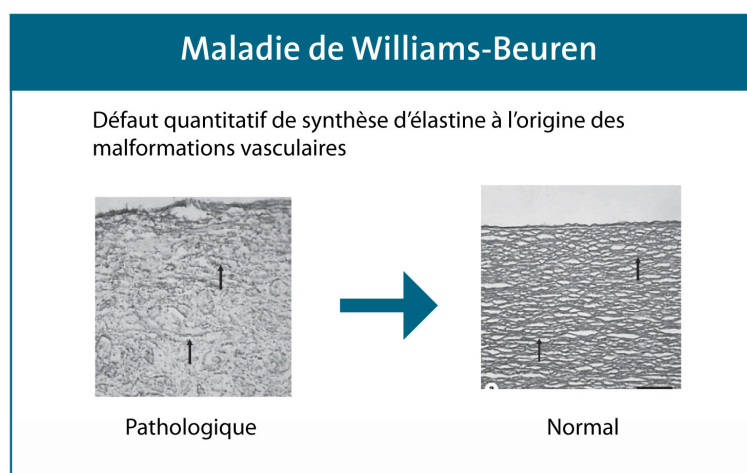 Maladie de Williams-Beuren
Défaut quantitatif de synthèse d'élastine à l'origine des
malformations vasculaires
Pathologique
Normal